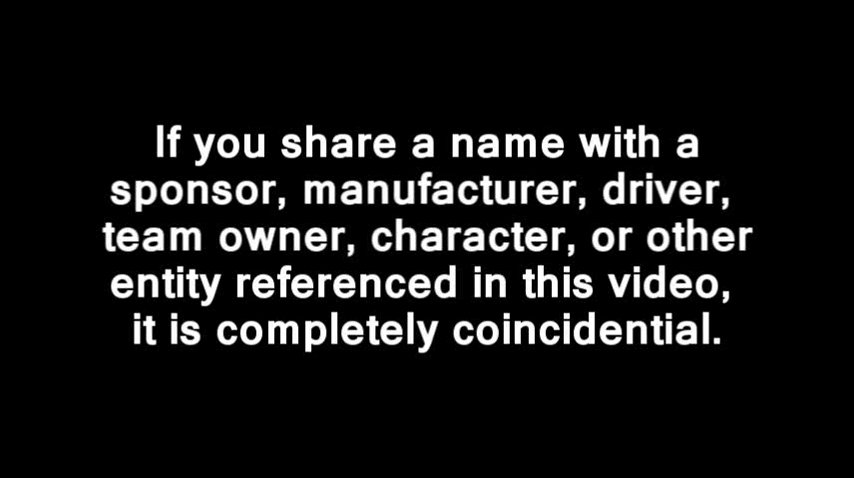 If you share a name with a
sponsor, manufacturer, driver,
team owner, character, or other
entity referenced in this video,
it is completely coincidential.